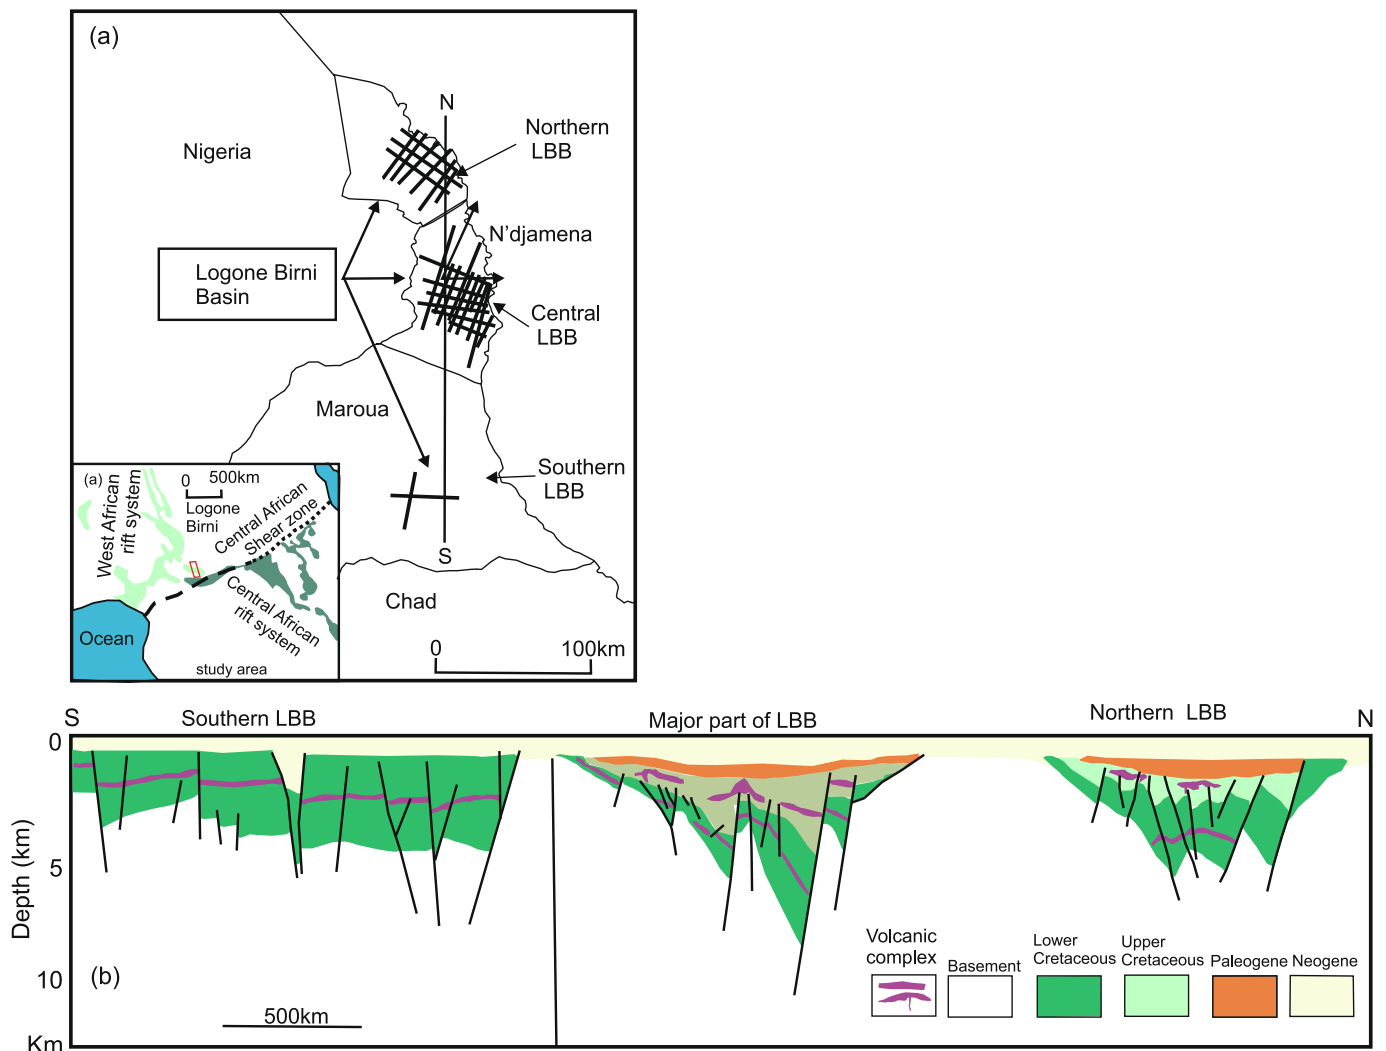 (a)
N
Northern
LBB
Nigeria
N'djamena
Logone Birni
Basin
Central
LBB
Maroua
Southern
LBB
S
Chad
0
100km
(a)
0
500km
Logone
Birni
West African
rift system
Central African
Shear zone
Central African
rift system
Ocean
study area
S
Southern LBB
Major part of LBB
Northern LBB
N
0
5
10
Km
Depth (km)
(b)
500km
Volcanic
complex
Basement
Lower
Cretaceous
Upper
Cretaceous
Paleogene
Neogene